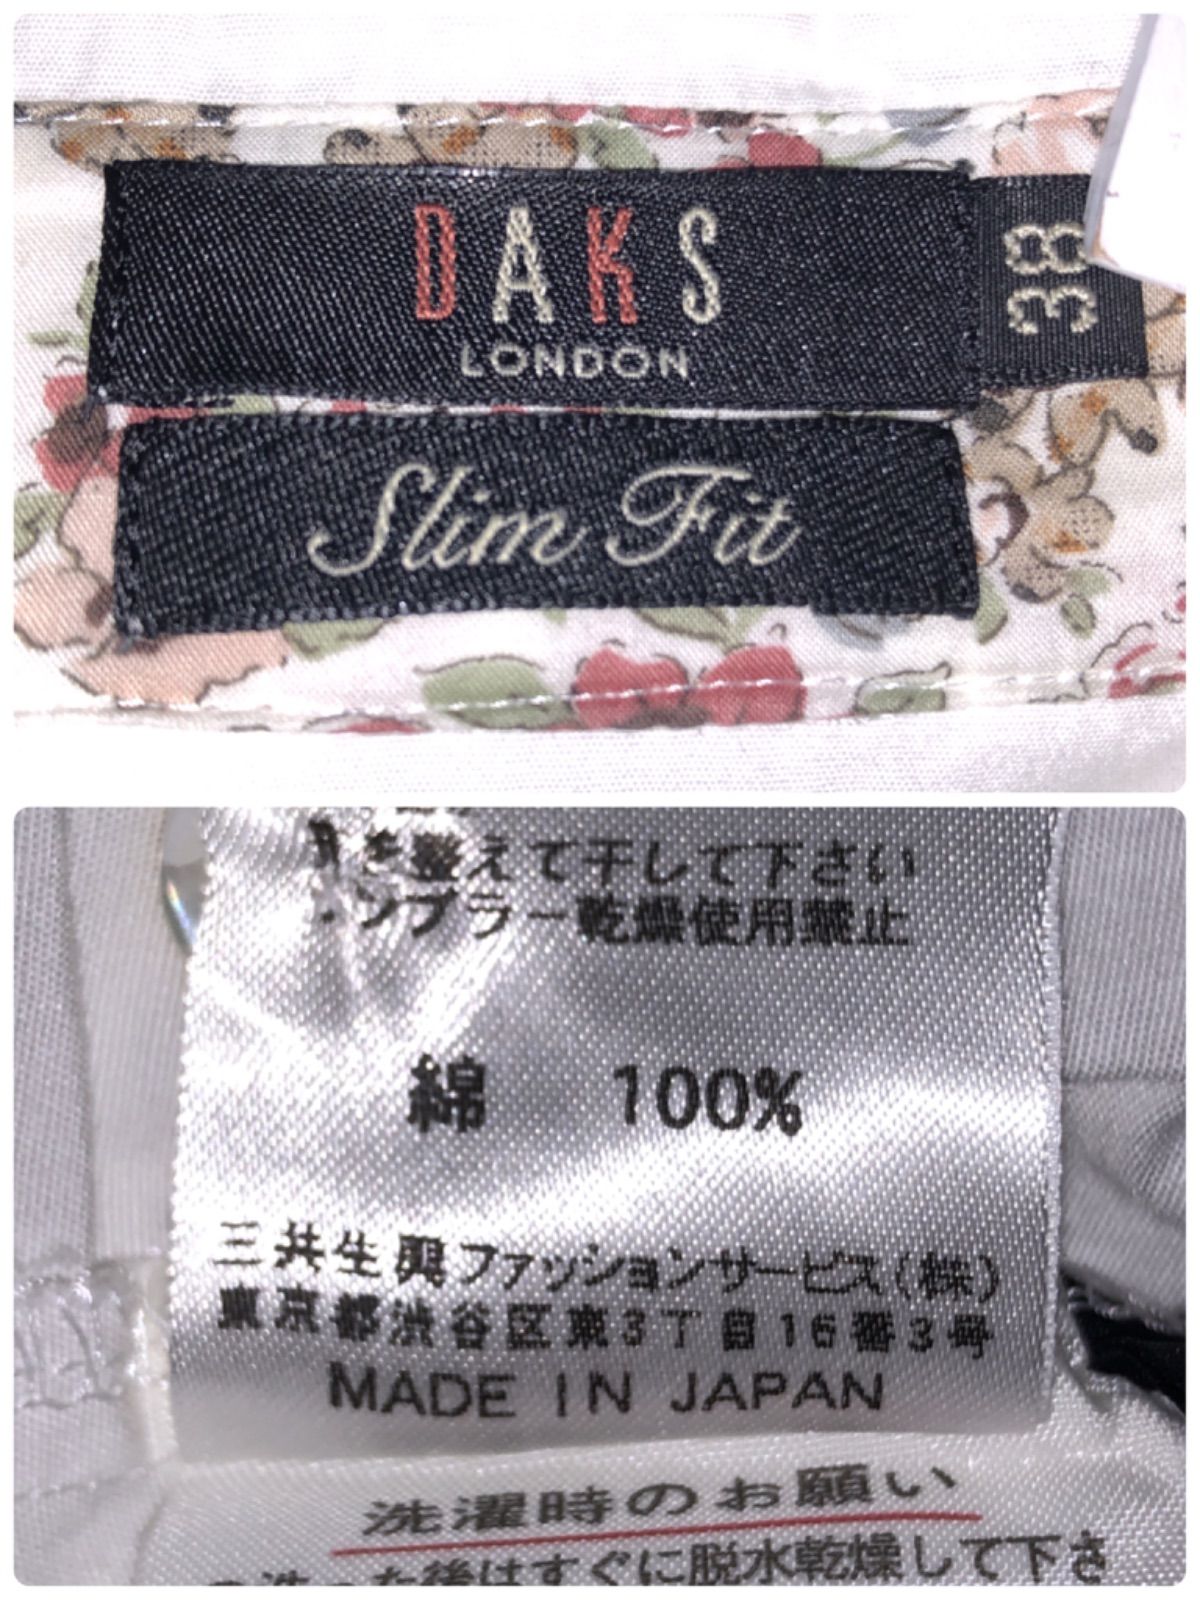 DAKS
LONDON
38
Slim Fit
を整えて干して下さい
ンブラー乾燥使用禁止
綿 100%
三共生興ファッションサービス(株)
東京都渋谷区東3丁目16番3号
MADE IN JAPAN
洗濯時のお願い
た後はすぐに脱水乾燥して下さ